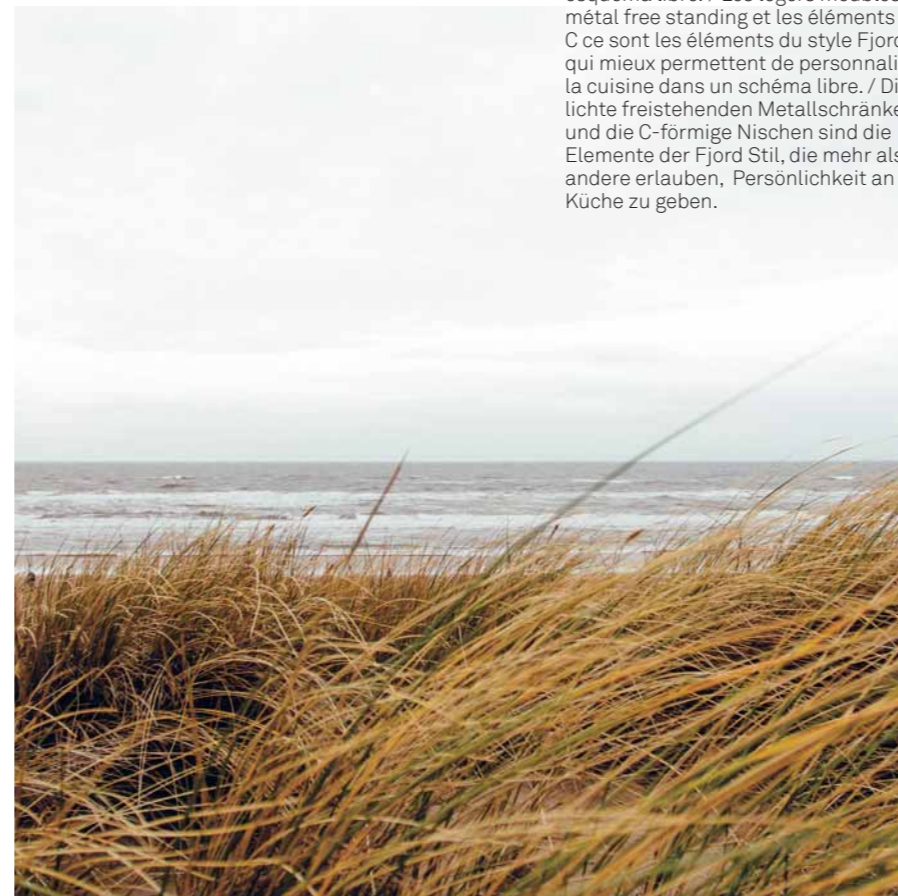 métal free standing et les éléments
C ce sont les éléments du style Fjord
qui mieux permettent de
la cuisine dans un schéma libre. /
lichte freistehenden Metallschränke
und die C-förmige Nischen sind die
Elemente der Fjord Stil, die mehr als
andere erlauben, Persönlichkeit an
Küche zu geben.